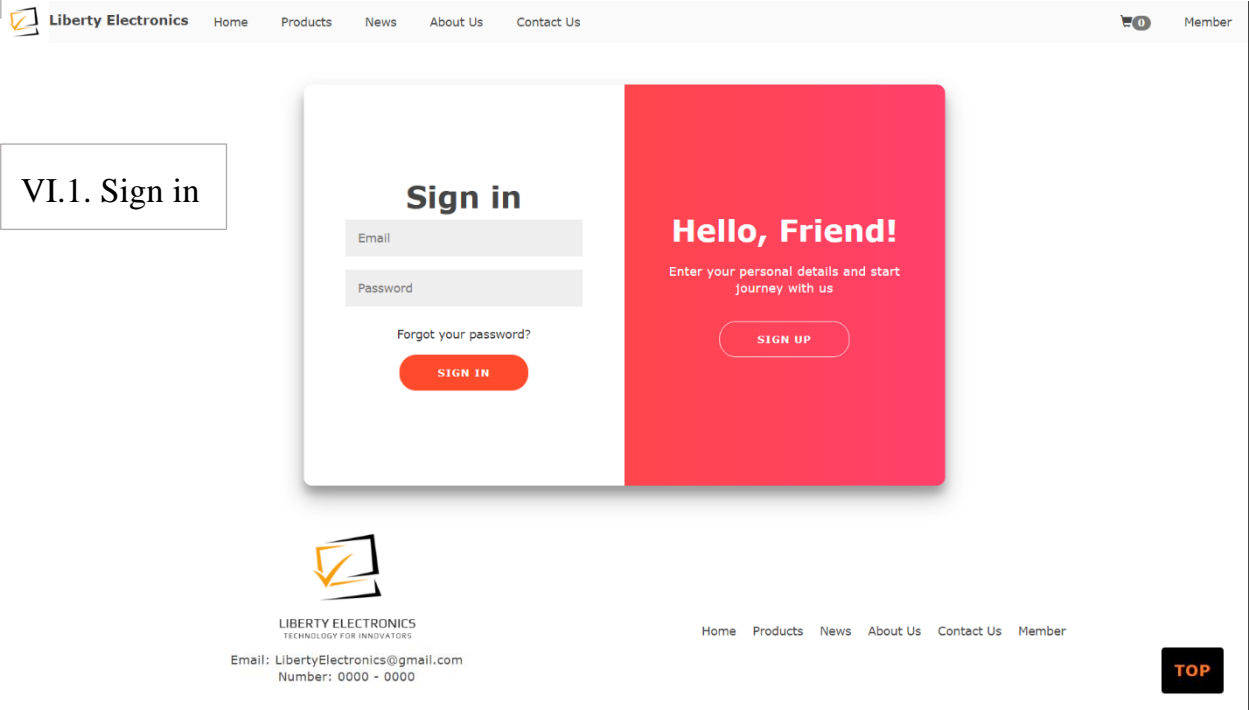 Liberty Electronics Home Products News About Us Contact Us 0 Member
VI.1. Sign in
Sign in
Email
Password
Forgot your password?
SIGN IN
Hello, Friend!
Enter your personal details and start
journey with us
SIGN UP
LIBERTY ELECTRONICS
TECHNOLOGY FOR INNOVATORS
Email: LibertyElectronics@gmail.com
Number: 0000 - 0000
Home Products News About Us Contact Us Member
TOP